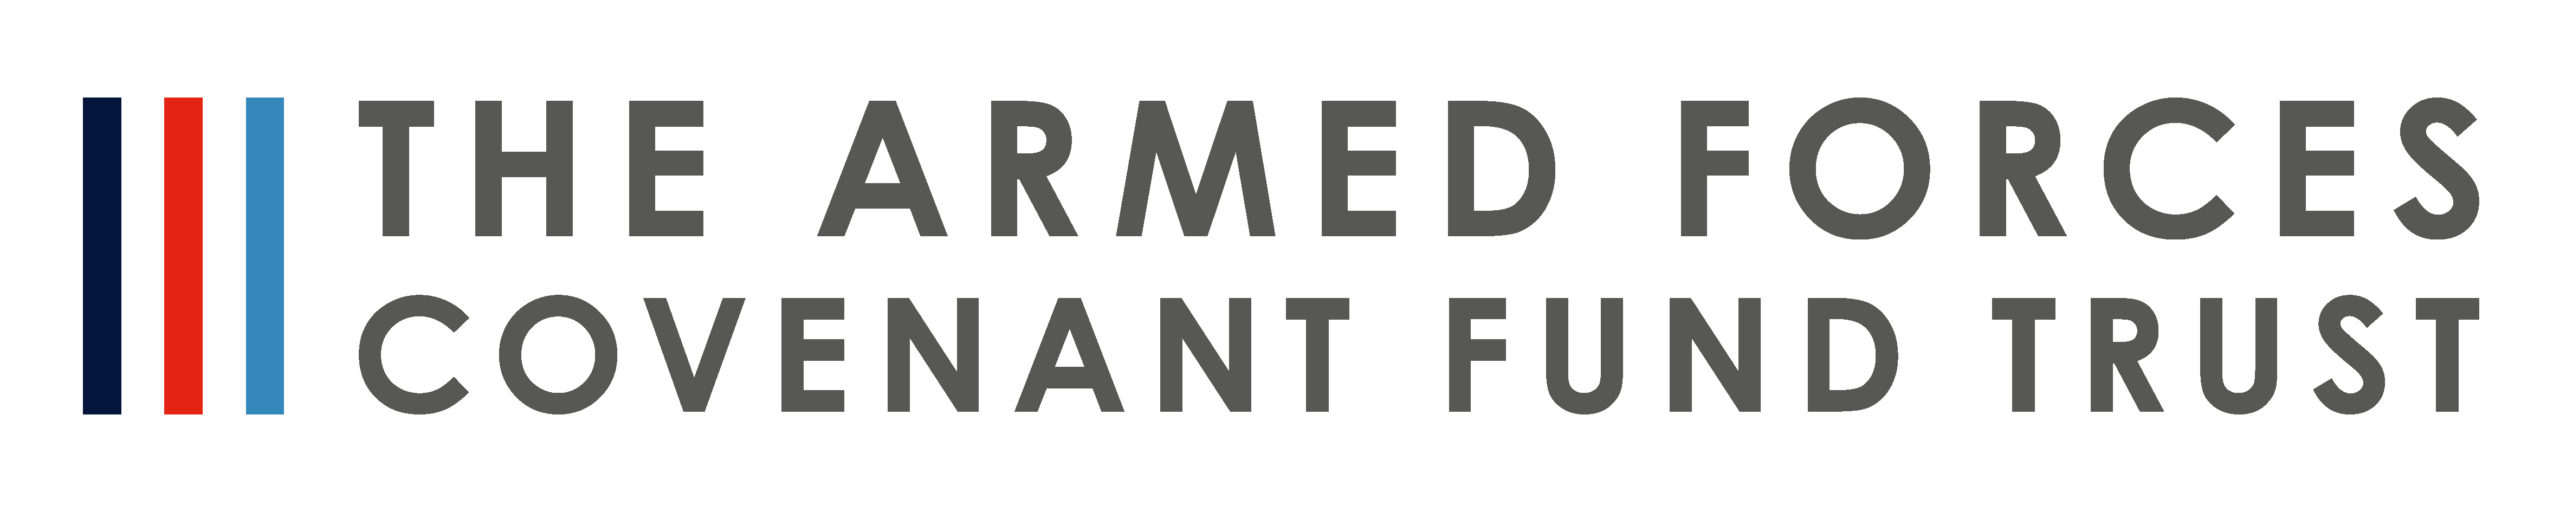 THE ARMED FORCES
COVENANT FUND TRUST